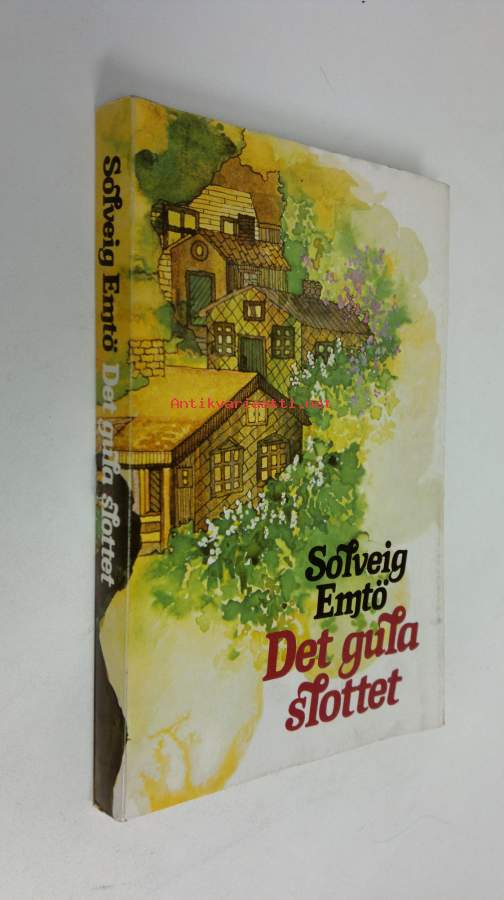 Solveig Emtö Det gula slottet
Antikvariaatti.net
Solveig
Emtö
Det gula
slottet